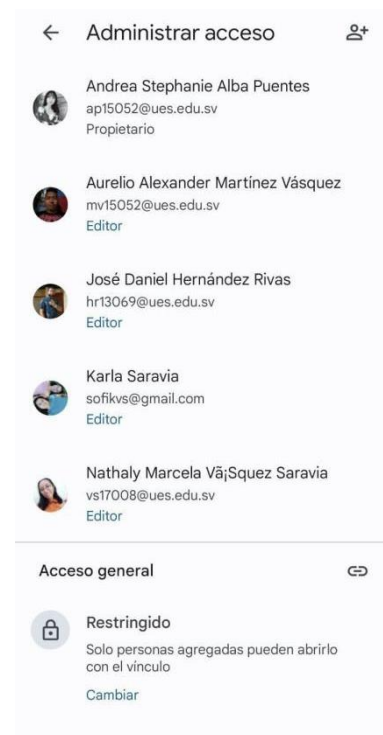 Administrar acceso
Andrea Stephanie Alba Puentes
ap15052@ues.edu.sv
Propietario
Aurelio Alexander Martínez Vásquez
mv15052@ues.edu.sv
Editor
José Daniel Hernández Rivas
hr13069@ues.edu.sv
Editor
Karla Saravia
sofikvs@gmail.com
Editor
Nathaly Marcela Vã¡Squez Saravia
vs17008@ues.edu.sv
Editor
Acceso general
Restringido
Solo personas agregadas pueden abrirlo
con el vínculo
Cambiar